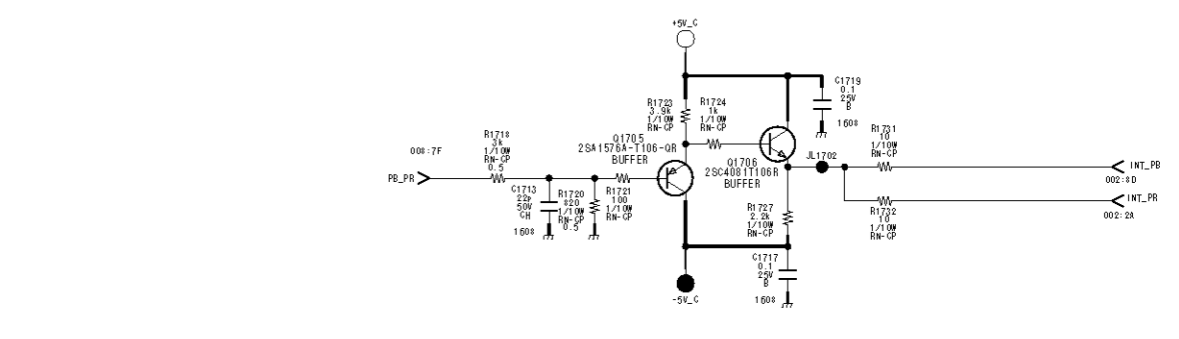 +5V_C
C1719
0.1
25V
B
1608
R1723
3.9k
1/10W
RN-CP
R1724
1k
1/10W
RN-CP
R1731
10
1/10W
RN-CP
R1718
3k
1/10W
RN-CP
0.5
008:7F
PB_PR
Q1705
2SA1576A-T106-QR
BUFFER
Q1706
2SC4081T106R
BUFFER
JL1702
INT_PB
002:8D
INT_PR
002:2A
C1713
22p
50V
CH
1608
R1720
820
1/10W
RN-CP
0.5
R1721
100
1/10W
RN-CP
R1727
2.2k
1/10W
RN-CP
R1732
10
1/10W
RN-CP
C1717
0.1
25V
B
1608
-5V_C